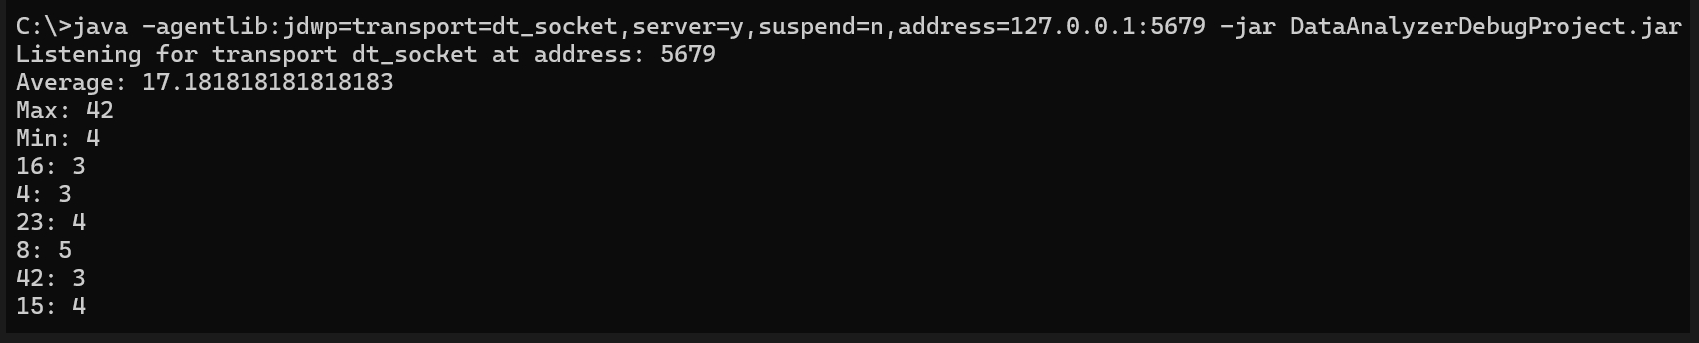 C:\>java -agentlib:jdwp=transport=dt_socket,server=y,suspend=n,address=127.0.0.1:5679 -jar DataAnalyzerDebugProject.jar
Listening for transport dt_socket at address: 5679
Average: 17.181818181818183
Max: 42
Min: 4
16: 3
4: 3
23: 4
8: 5
42: 3
15: 4